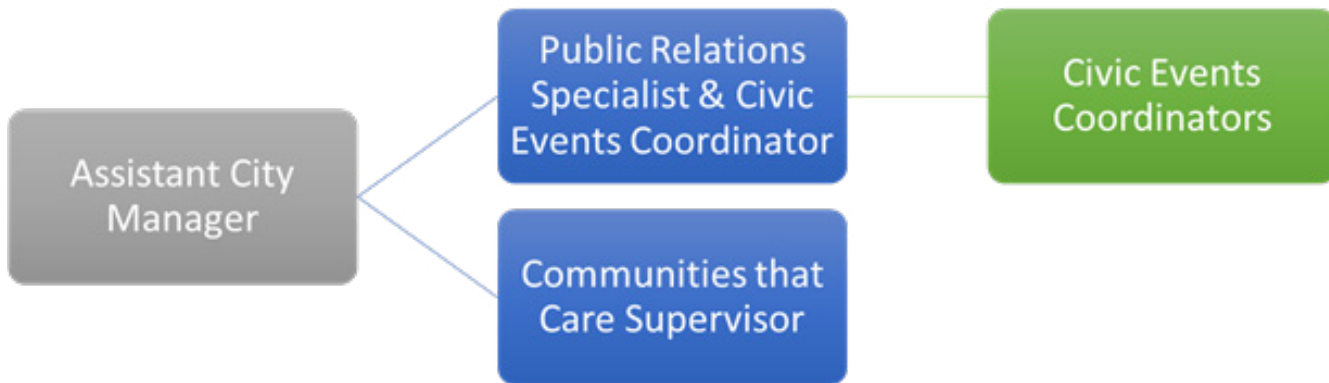 Assistant City
Manager
Public Relations
Specialist & Civic
Events Coordinator
Communities that
Care Supervisor
Civic Events
Coordinators